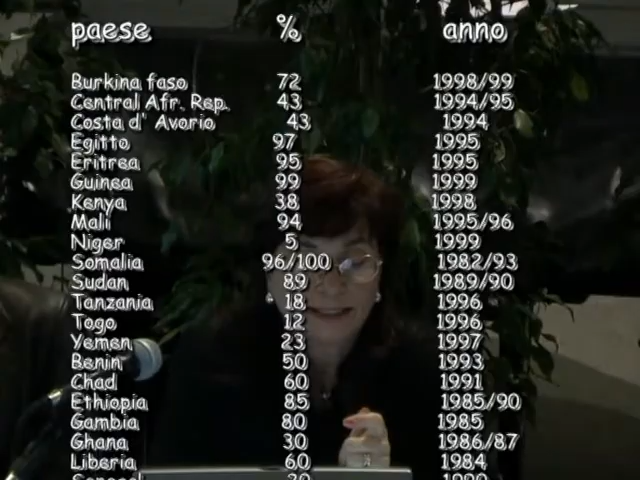 paese % anno
Burkina faso 72 1998/99
Central Afr. Rep. 43 1994/95
Costa d' Avorio 43 1994
Egitto 97 1995
Eritrea 95 1995
Guinea 99 1999
Kenya 38 1998
Mali 94 1995/96
Niger 5 1999
Somalia 96/100 1982/93
Sudan 89 1989/90
Tanzania 18 1996
Togo 12 1996
Yemen 23 1997
Benin 50 1993
Chad 60 1991
Ethiopia 85 1985/90
Gambia 80 1985
Ghana 30 1986/87
Liberia 60 1984